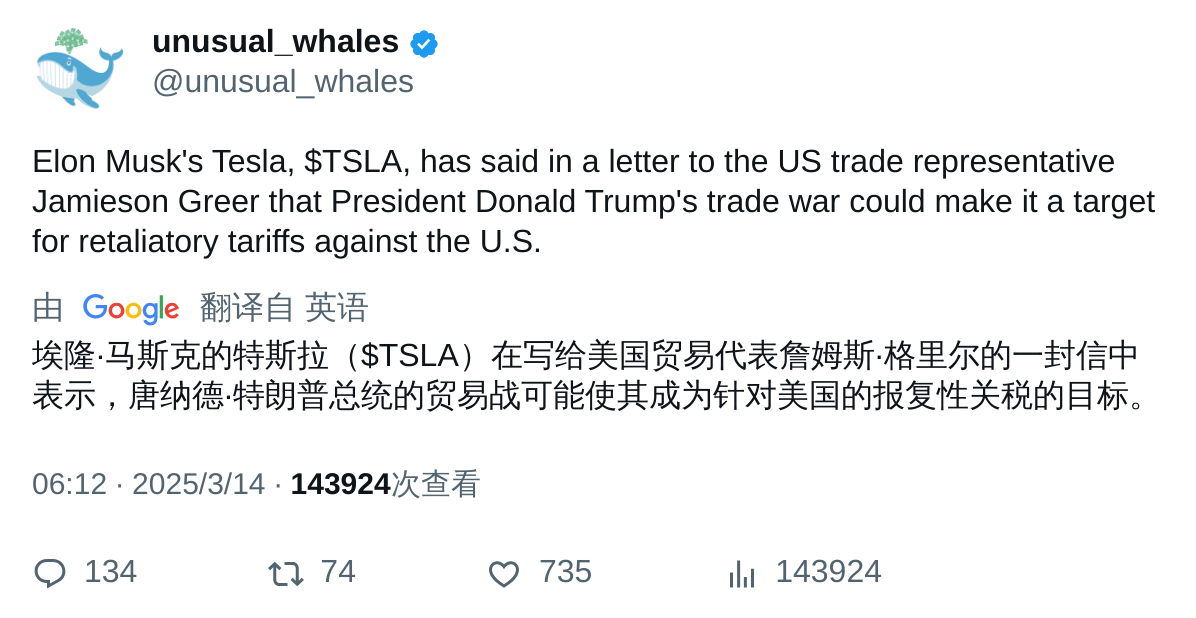 unusual_whales
@unusual_whales
Elon Musk's Tesla, $TSLA, has said in a letter to the US trade representative
Jamieson Greer that President Donald Trump's trade war could make it a target
for retaliatory tariffs against the U.S.
由 Google 翻译自 英语
埃隆·马斯克的特斯拉（$TSLA）在写给美国贸易代表詹姆斯·格里尔的一封信中
表示，唐纳德·特朗普总统的贸易战可能使其成为针对美国的报复性关税的目标。
06:12 · 2025/3/14 · 143924次查看
134 74 735 143924